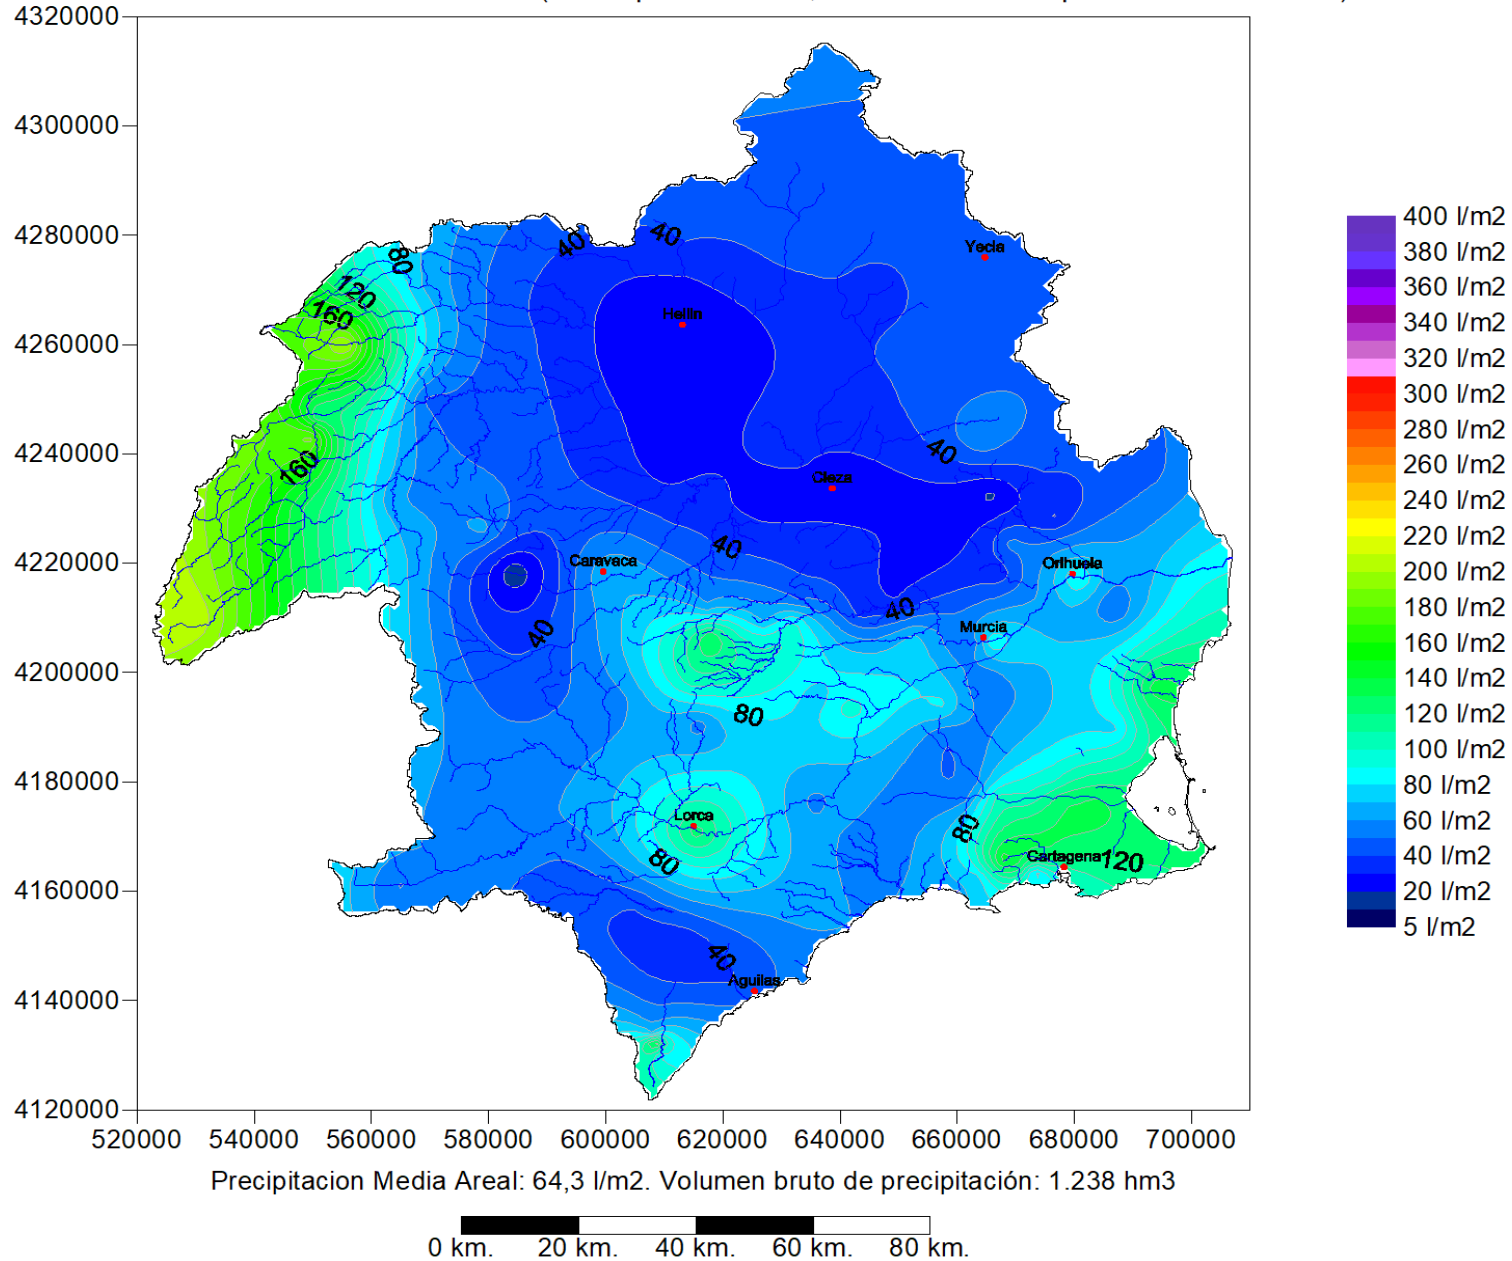 4320000
4300000
4280000
4260000
4240000
4220000
4200000
4180000
4160000
4140000
4120000
520000 540000 560000 580000 600000 620000 640000 660000 680000 700000
40
40
80
Yecla
120
160
Hellin
40
160
Cieza
40
Caravaca
Orihuela
40
40
Murcia
80
Lorca
80
80
Cartagena
120
40
Aguilas
400 l/m2
380 l/m2
360 l/m2
340 l/m2
320 l/m2
300 l/m2
280 l/m2
260 l/m2
240 l/m2
220 l/m2
200 l/m2
180 l/m2
160 l/m2
140 l/m2
120 l/m2
100 l/m2
80 l/m2
60 l/m2
40 l/m2
20 l/m2
5 l/m2
Precipitacion Media Areal: 64,3 l/m2. Volumen bruto de precipitación: 1.238 hm3
0 km. 20 km. 40 km. 60 km. 80 km.